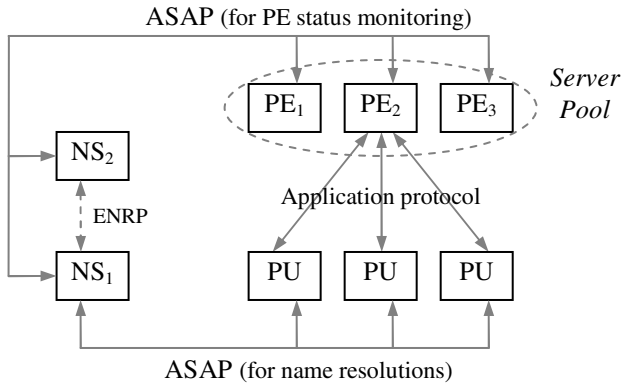 ASAP (for PE status monitoring)
PE₁ PE₂ PE₃
Server
Pool
NS₂
Application protocol
ENRP
NS₁ PU PU PU
ASAP (for name resolutions)